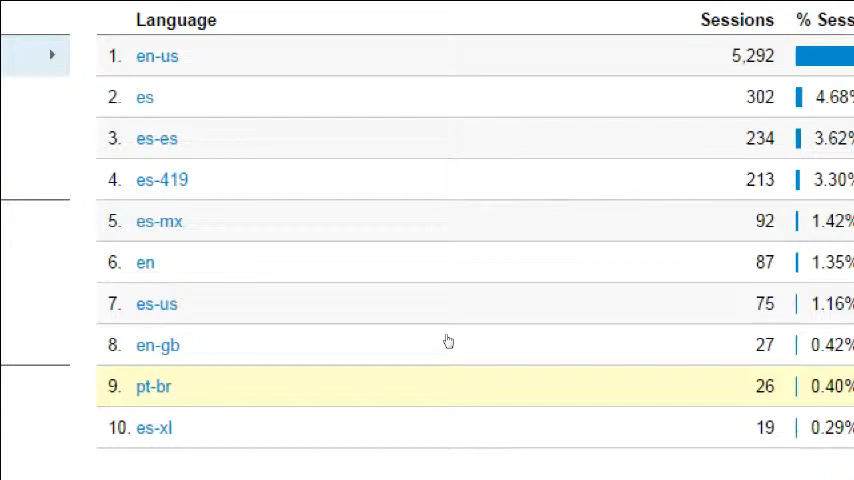 Language Sessions % Sess
1. en-us 5,292
2. es 302 4.68%
3. es-es 234 3.62%
4. es-419 213 3.30%
5. es-mx 92 1.42%
6. en 87 1.35%
7. es-us 75 1.16%
8. en-gb 27 0.42%
9. pt-br 26 0.40%
10. es-xl 19 0.29%